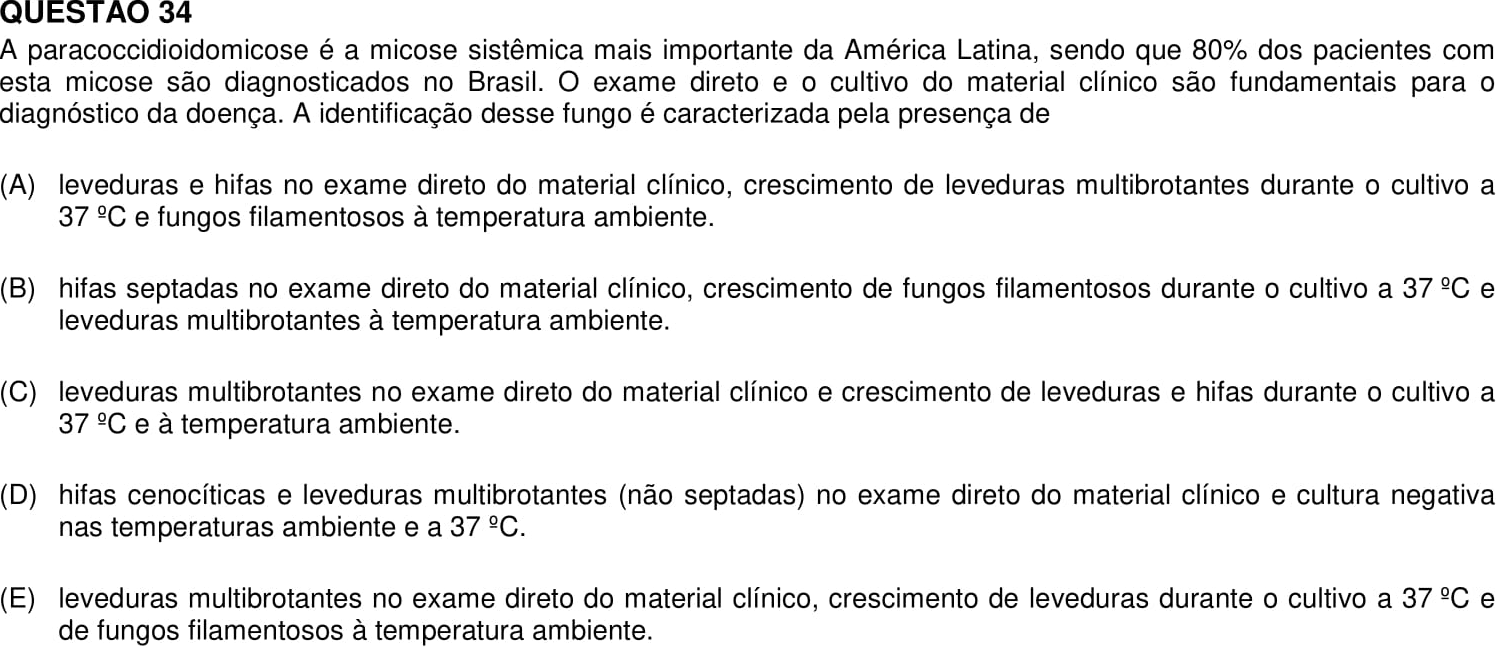 QUESTÃO 34
A paracoccidioidomicose é a micose sistêmica mais importante da América Latina, sendo que 80% dos pacientes com
esta micose são diagnosticados no Brasil. O exame direto e o cultivo do material clínico são fundamentais para o
diagnóstico da doença. A identificação desse fungo é caracterizada pela presença de
(A) leveduras e hifas no exame direto do material clínico, crescimento de leveduras multibrotantes durante o cultivo a
37 ºC e fungos filamentosos à temperatura ambiente.
(B) hifas septadas no exame direto do material clínico, crescimento de fungos filamentosos durante o cultivo a 37 ºC e
leveduras multibrotantes à temperatura ambiente.
(C) leveduras multibrotantes no exame direto do material clínico e crescimento de leveduras e hifas durante o cultivo a
37 ºC e à temperatura ambiente.
(D) hifas cenocíticas e leveduras multibrotantes (não septadas) no exame direto do material clínico e cultura negativa
nas temperaturas ambiente e a 37 ºC.
(E) leveduras multibrotantes no exame direto do material clínico, crescimento de leveduras durante o cultivo a 37 ºC e
de fungos filamentosos à temperatura ambiente.